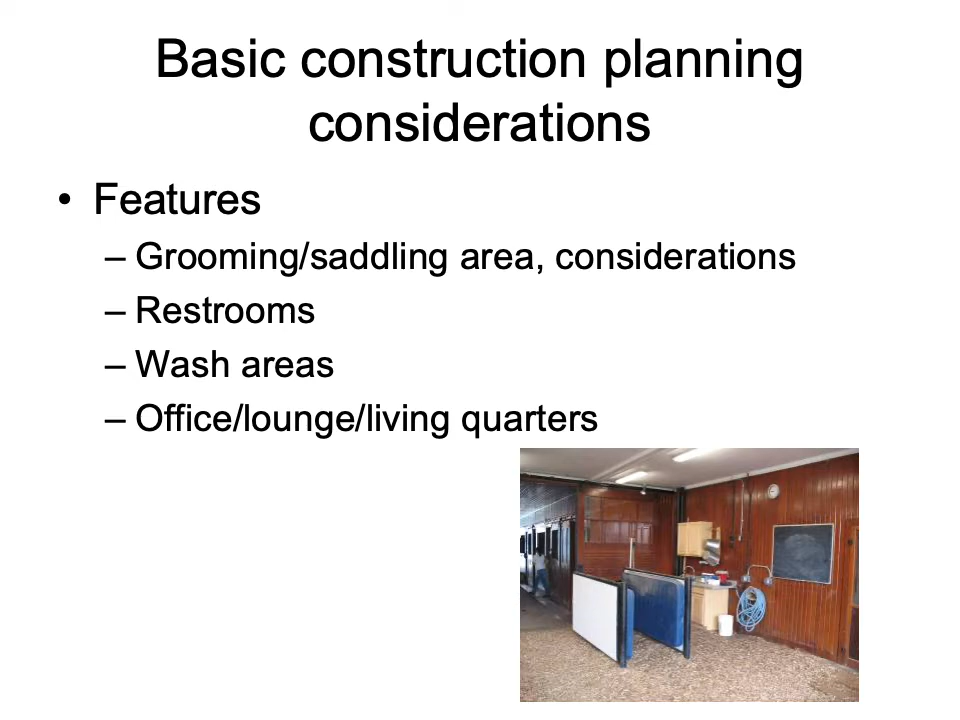 Basic construction planning
considerations
• Features
– Grooming/saddling area, considerations
– Restrooms
– Wash areas
– Office/lounge/living quarters